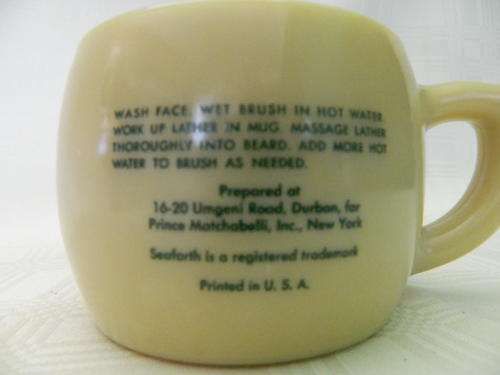 WASH FACE. WET BRUSH IN HOT WATER
WORK UP LATHER IN MUG. MASSAGE LATHER
THOROUGHLY INTO BEARD. ADD MORE HOT
WATER TO BRUSH AS NEEDED.
Prepared at
16-20 Umgeni Road, Durban, for
Prince Matchabelli, Inc., New York
Seaforth is a registered trademark
Printed in U. S. A.